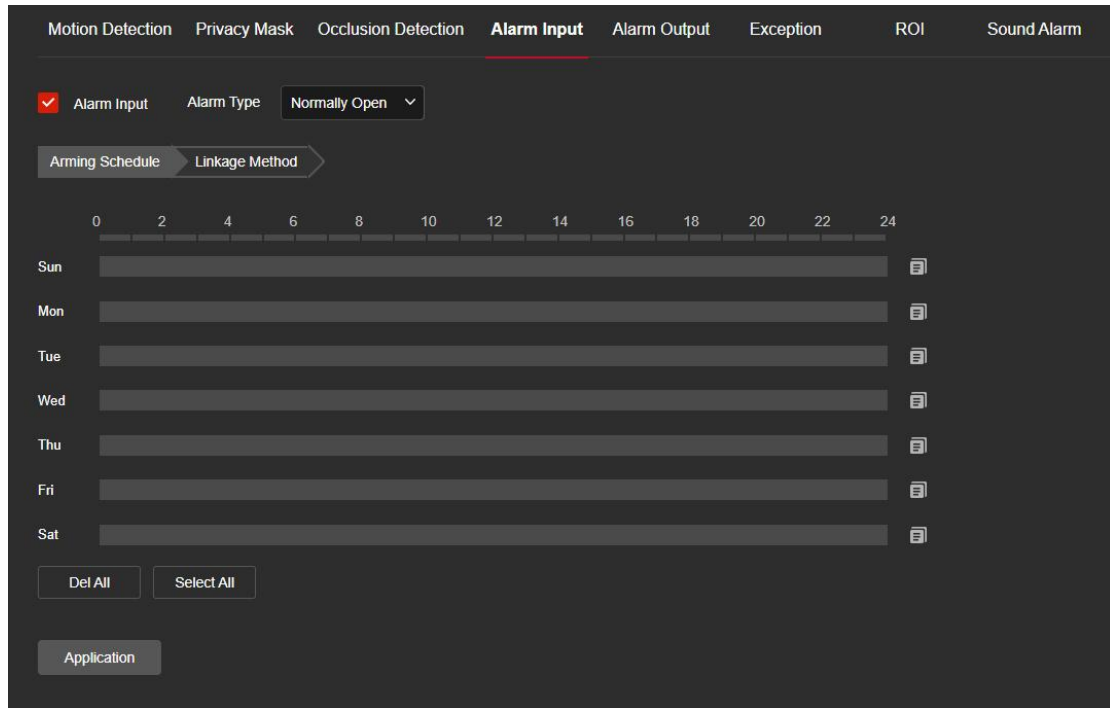 Motion Detection Privacy Mask Occlusion Detection Alarm Input Alarm Output Exception ROI Sound Alarm
Alarm Input Alarm Type Normally Open
Arming Schedule Linkage Method
0 2 4 6 8 10 12 14 16 18 20 22 24
Sun
Mon
Tue
Wed
Thu
Fri
Sat
Del All Select All
Application